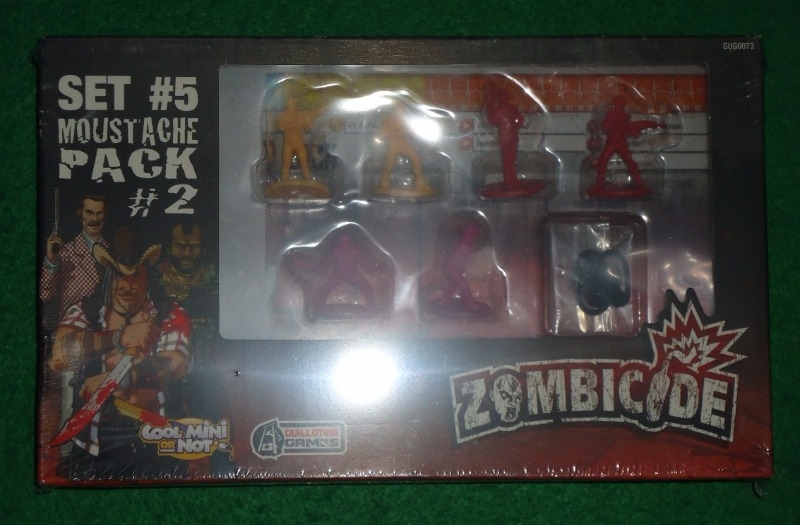 GUG0073
SET #5
MOUSTACHE
PACK
#2
ZOMBICIDE
COOL MINI
OR NOT
GUILLOTINE
GAMES